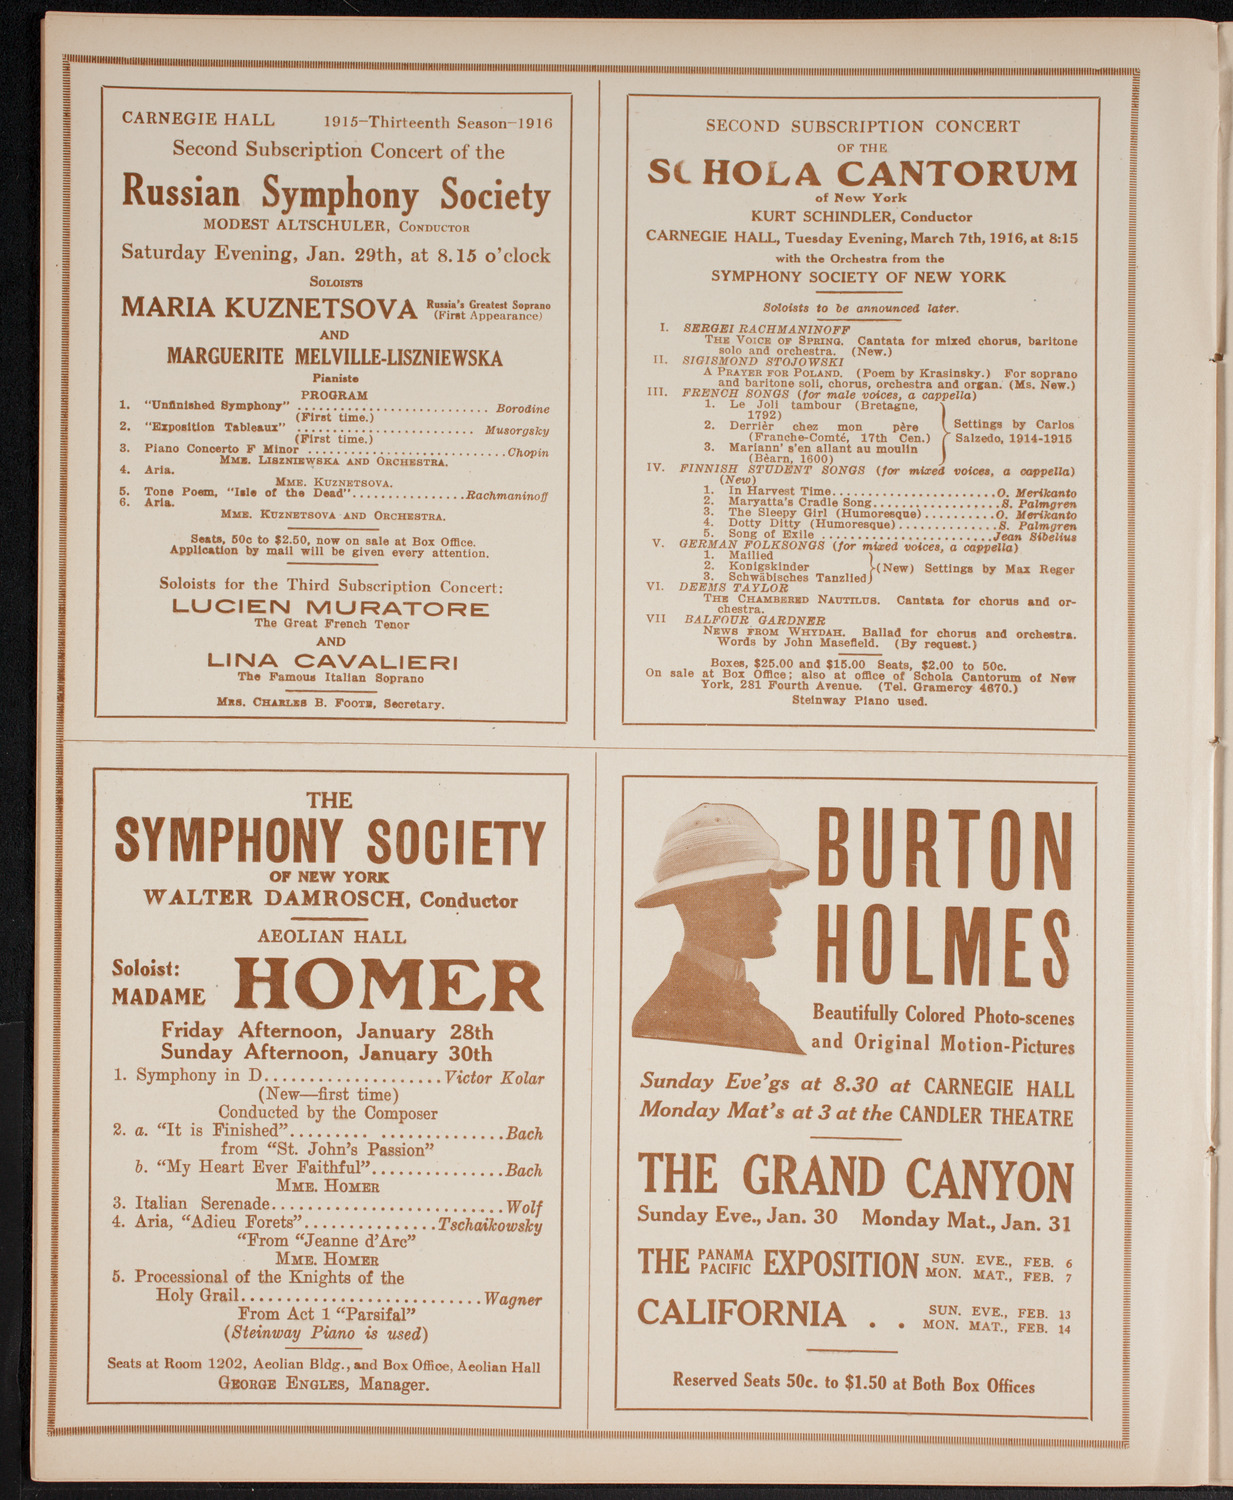 CARNEGIE HALL 1915–Thirteenth Season–1916
Second Subscription Concert of the
Russian Symphony Society
MODEST ALTSCHULER, CONDUCTOR
Saturday Evening, Jan. 29th, at 8.15 o'clock
SOLOISTS
MARIA KUZNETSOVA Russia's Greatest Soprano
(First Appearance)
AND
MARGUERITE MELVILLE-LISZNIEWSKA
Pianiste
PROGRAM
1. "Unfinished Symphony" .......................... Borodine
(First time.)
2. "Exposition Tableaux" ......................... Musorgsky
(First time.)
3. Piano Concerto F Minor ............................Chopin
MME. LISZNIEWSKA AND ORCHESTRA.
4. Aria.
MME. KUZNETSOVA.
5. Tone Poem, "Isle of the Dead"................Rachmaninoff
6. Aria.
MME. KUZNETSOVA AND ORCHESTRA.
Seats, 50c to $2.50, now on sale at Box Office.
Application by mail will be given every attention.
Soloists for the Third Subscription Concert:
LUCIEN MURATORE
The Great French Tenor
AND
LINA CAVALIERI
The Famous Italian Soprano
MRS. CHARLES B. FOOTE, Secretary.
SECOND SUBSCRIPTION CONCERT
OF THE
SCHOLA CANTORUM
of New York
KURT SCHINDLER, Conductor
CARNEGIE HALL, Tuesday Evening, March 7th, 1916, at 8:15
with the Orchestra from the
SYMPHONY SOCIETY OF NEW YORK
Soloists to be announced later.
I. SERGEI RACHMANINOFF
THE VOICE OF SPRING. Cantata for mixed chorus, baritone
solo and orchestra. (New.)
II. SIGISMOND STOJOWSKI
A PRAYER FOR POLAND. (Poem by Krasinsky.) For soprano
and baritone soli, chorus, orchestra and organ. (Ms. New.)
III. FRENCH SONGS (for male voices, a cappella)
1. Le Joli tambour (Bretagne,
1792)
2. Derrièr chez mon père
(Franche-Comté, 17th Cen.)
3. Mariann' s'en allant au moulin
(Bèarn, 1600)
Settings by Carlos
Salzedo, 1914-1915
IV. FINNISH STUDENT SONGS (for mixed voices, a cappella)
(New)
1. In Harvest Time......................O. Merikanto
2. Maryatta's Cradle Song.................S. Palmgren
3. The Sleepy Girl (Humoresque)...........O. Merikanto
4. Dotty Ditty (Humoresque)...............S. Palmgren
5. Song of Exile .......................Jean Sibelius
V. GERMAN FOLKSONGS (for mixed voices, a cappella)
1. Mailied
2. Konigskinder
3. Schwäbisches Tanzlied
(New) Settings by Max Reger
VI. DEEMS TAYLOR
THE CHAMBERED NAUTILUS. Cantata for chorus and or-
chestra.
VII BALFOUR GARDNER
NEWS FROM WHYDAH. Ballad for chorus and orchestra.
Words by John Masefield. (By request.)
Boxes, $25.00 and $15.00 Seats, $2.00 to 50c.
On sale at Box Office; also at office of Schola Cantorum of New
York, 281 Fourth Avenue. (Tel. Gramercy 4670.)
Steinway Piano used.
THE
SYMPHONY SOCIETY
OF NEW YORK
WALTER DAMROSCH, Conductor
AEOLIAN HALL
Soloist:
MADAME HOMER
Friday Afternoon, January 28th
Sunday Afternoon, January 30th
1. Symphony in D....................Victor Kolar
(New—first time)
Conducted by the Composer
2. a. "It is Finished"......... ..............Bach
from "St. John's Passion"
b. "My Heart Ever Faithful"...............Bach
MME. HOMER
3. Italian Serenade..........................Wolf
4. Aria, "Adieu Forets"...............Tschaikowsky
"From "Jeanne d'Arc"
MME. HOMER
5. Processional of the Knights of the
Holy Grail..........................Wagner
From Act 1 "Parsifal"
(Steinway Piano is used)
Seats at Room 1202, Aeolian Bldg., and Box Office, Aeolian Hall
GEORGE ENGLES, Manager.
BURTON
HOLMES
Beautifully Colored Photo-scenes
and Original Motion-Pictures
Sunday Eve'gs at 8.30 at CARNEGIE HALL
Monday Mat's at 3 at the CANDLER THEATRE
THE GRAND CANYON
Sunday Eve., Jan. 30 Monday Mat., Jan. 31
THE PANAMA PACIFIC EXPOSITION SUN. EVE., FEB. 6
MON. MAT., FEB. 7
CALIFORNIA . . SUN. EVE., FEB. 13
MON. MAT., FEB. 14
Reserved Seats 50c. to $1.50 at Both Box Offices